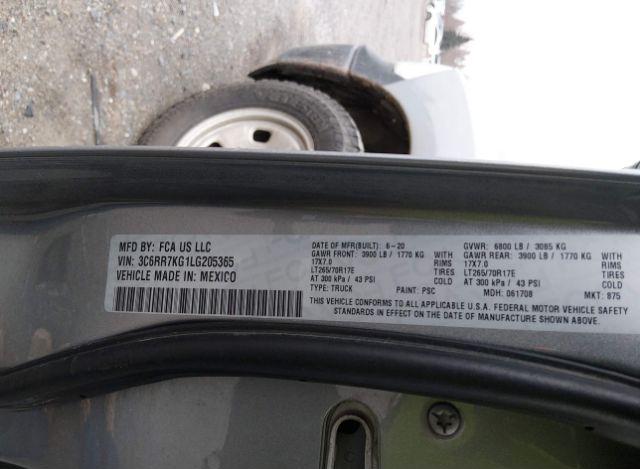 MFD BY: FCA US LLC
VIN: 3C6RR7KG1LG205365
VEHICLE MADE IN: MEXICO
DATE OF MFR(BUILT): 6-20 GVWR: 6800 LB / 3085 KG
GAWR FRONT: 3900 LB / 1770 KG GAWR REAR: 3900 LB / 1770 KG
17X7.0 RIMS 17X7.0 RIMS
LT265/70R17E TIRES LT265/70R17E TIRES
AT 300 kPa / 43 PSI COLD AT 300 kPa / 43 PSI COLD
TYPE: TRUCK PAINT: PSC MDH: 061708 MKT: 875
THIS VEHICLE CONFORMS TO ALL APPLICABLE U.S.A. FEDERAL MOTOR VEHICLE SAFETY
STANDARDS IN EFFECT ON THE DATE OF MANUFACTURE SHOWN ABOVE.